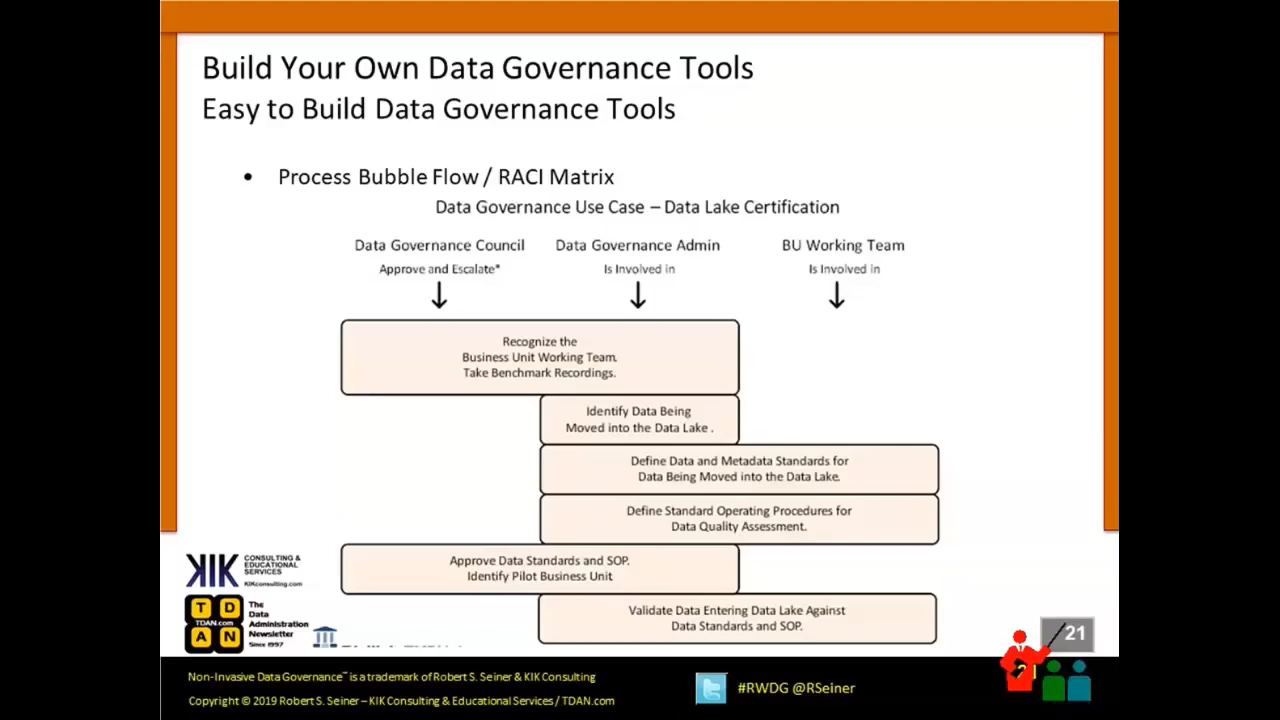 Build Your Own Data Governance Tools
Easy to Build Data Governance Tools
• Process Bubble Flow / RACI Matrix
Data Governance Use Case – Data Lake Certification
Data Governance Council
Data Governance Admin
BU Working Team
Approve and Escalate*
Is Involved in
Is Involved in
Recognize the
Business Unit Working Team.
Take Benchmark Recordings.
Identify Data Being
Moved into the Data Lake .
Define Data and Metadata Standards for
Data Being Moved into the Data Lake.
Define Standard Operating Procedures for
Data Quality Assessment.
Approve Data Standards and SOP.
Identify Pilot Business Unit
Validate Data Entering Data Lake Against
Data Standards and SOP.
KIK
CONSULTING &
EDUCATIONAL
SERVICES
KIKconsulting.com
T D
TDAN.com
A N
The
Data
Administration
Newsletter
Since 1997
21
Non-Invasive Data Governance™ is a trademark of Robert S. Seiner & KIK Consulting
Copyright © 2019 Robert S. Seiner – KIK Consulting & Educational Services / TDAN.com
#RWDG @RSeiner